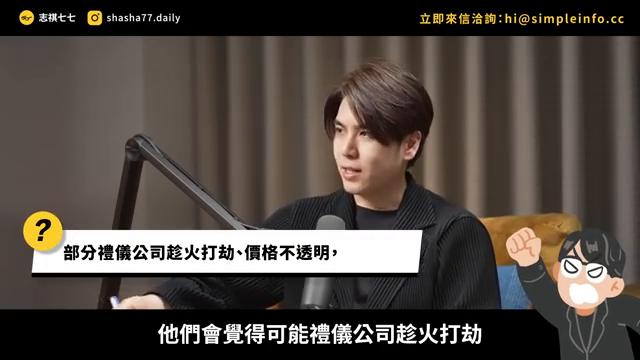 志祺七七
shasha77.daily
立即來信洽詢：hi@simpleinfo.cc
?
部分禮儀公司趁火打劫、價格不透明，
他們會覺得可能禮儀公司趁火打劫